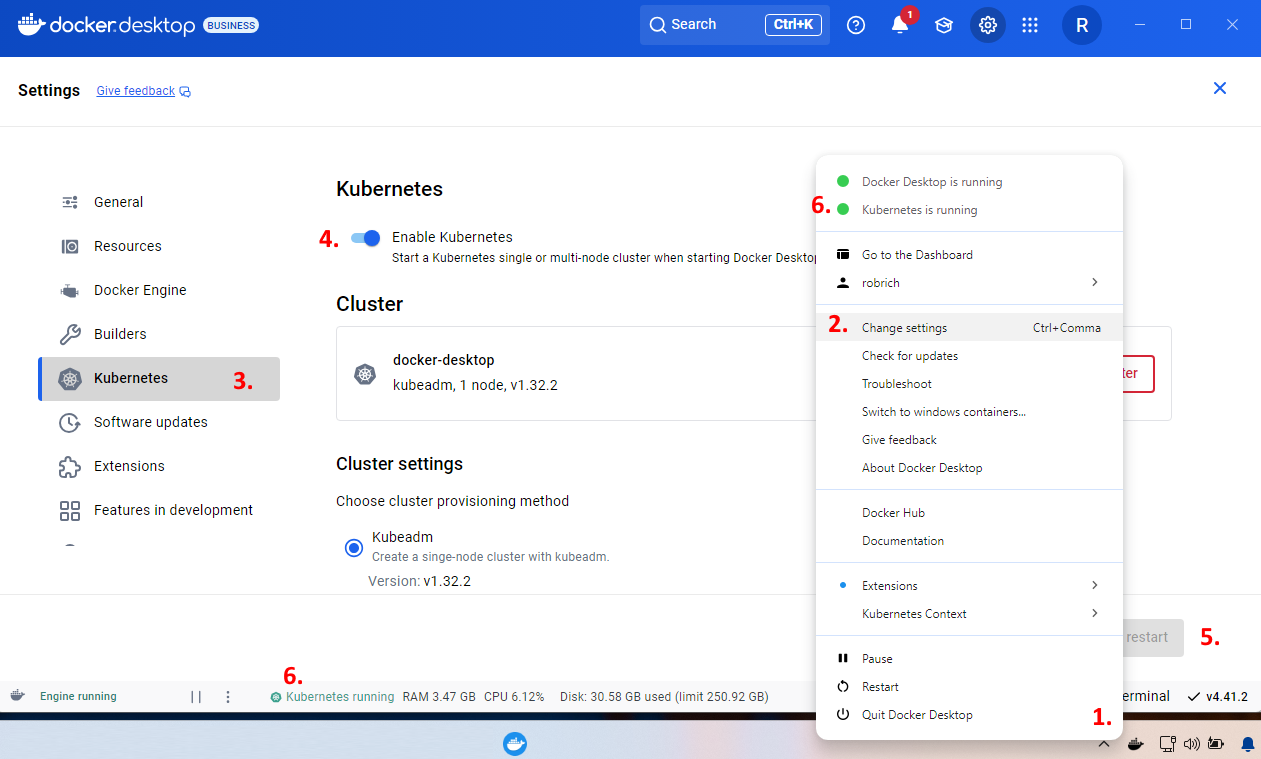 docker.desktop BUSINESS
Search Ctrl+K
1
R
Settings Give feedback
General
Resources
Docker Engine
Builders
Kubernetes 3.
Software updates
Extensions
Features in development
Kubernetes
4. Enable Kubernetes
Start a Kubernetes single or multi-node cluster when starting Docker Desktop
Cluster
docker-desktop
kubeadm, 1 node, v1.32.2
ter
Cluster settings
Choose cluster provisioning method
Kubeadm
Create a singe-node cluster with kubeadm.
Version: v1.32.2
restart 5.
Docker Desktop is running
6. Kubernetes is running
Go to the Dashboard
robrich
2. Change settings Ctrl+Comma
Check for updates
Troubleshoot
Switch to windows containers...
Give feedback
About Docker Desktop
Docker Hub
Documentation
Extensions
Kubernetes Context
Pause
Restart
Quit Docker Desktop
1.
6.
Engine running Kubernetes running RAM 3.47 GB CPU 6.12% Disk: 30.58 GB used (limit 250.92 GB) erminal v4.41.2